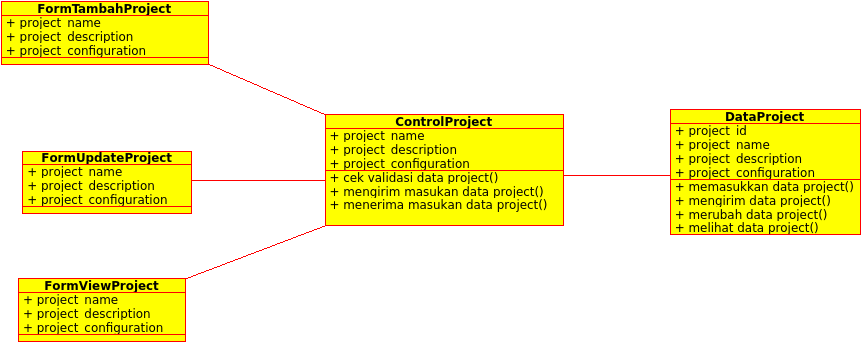 FormTambahProject
+ project_name
+ project_description
+ project_configuration
FormUpdateProject
+ project_name
+ project_description
+ project_configuration
FormViewProject
+ project_name
+ project_description
+ project_configuration
ControlProject
+ project_name
+ project_description
+ project_configuration
+ cek validasi data project()
+ mengirim masukan data project()
+ menerima masukan data project()
DataProject
+ project_id
+ project_name
+ project_description
+ project_configuration
+ memasukkan data project()
+ mengirim data project()
+ merubah data project()
+ melihat data project()